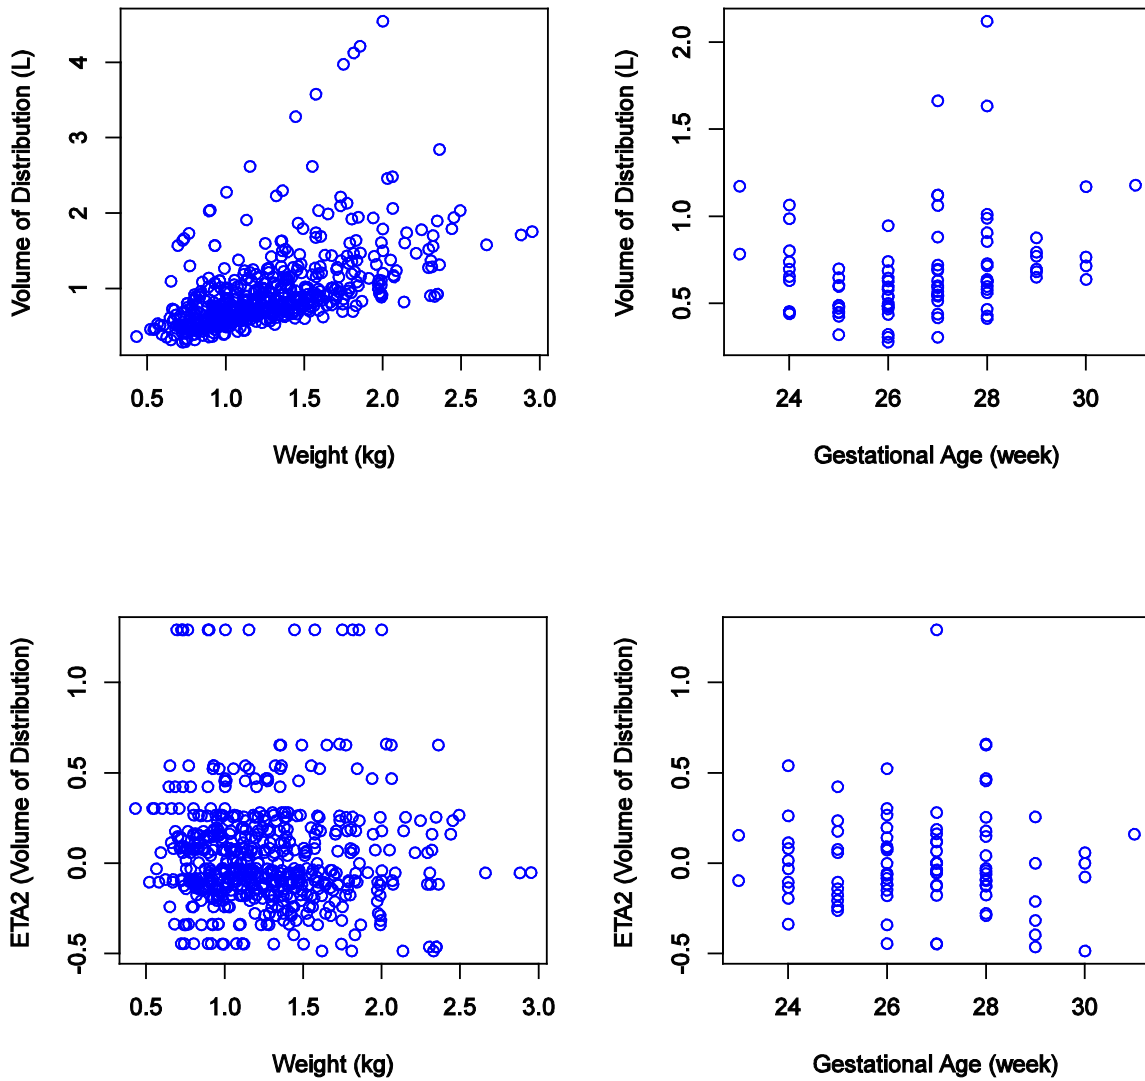 Volume of Distribution (L)
4
3
2
1
0.5 1.0 1.5 2.0 2.5 3.0
Weight (kg)
Volume of Distribution (L)
2.0
1.5
1.0
0.5
24 26 28 30
Gestational Age (week)
ETA2 (Volume of Distribution)
1.0
0.5
0.0
-0.5
0.5 1.0 1.5 2.0 2.5 3.0
Weight (kg)
ETA2 (Volume of Distribution)
1.0
0.5
0.0
-0.5
24 26 28 30
Gestational Age (week)